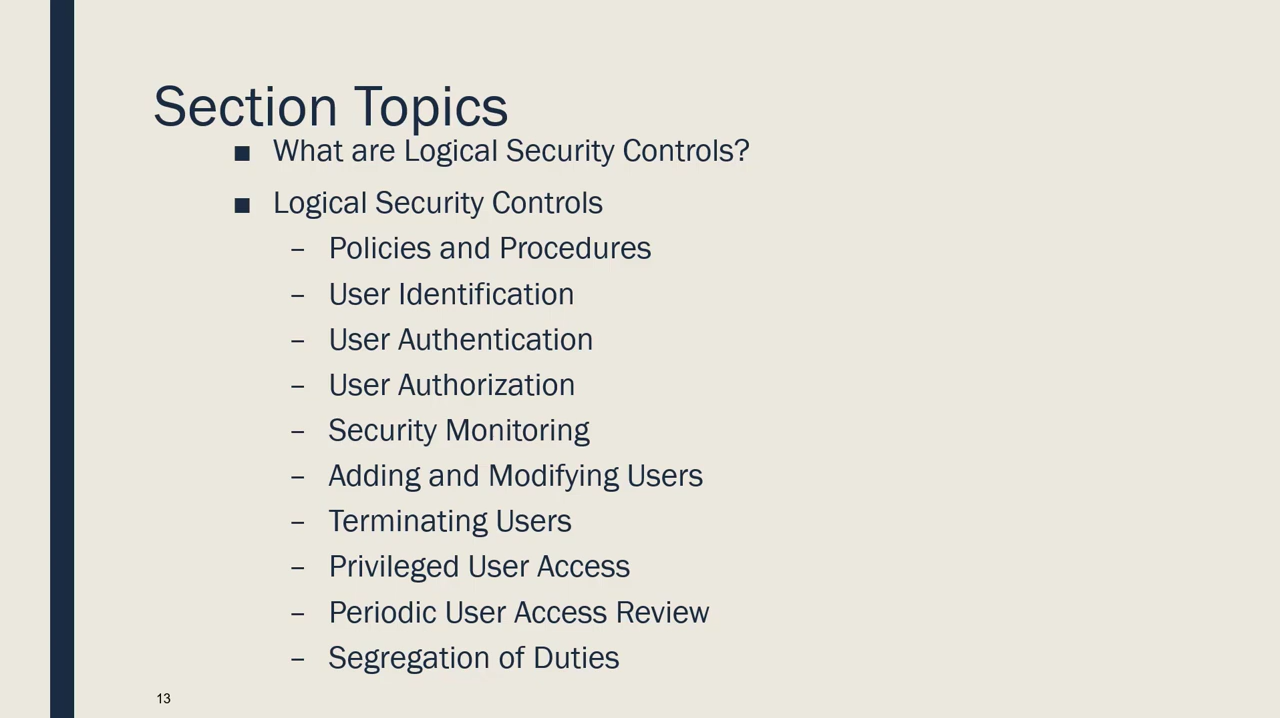 Section Topics
■ What are Logical Security Controls?
■ Logical Security Controls
– Policies and Procedures
– User Identification
– User Authentication
– User Authorization
– Security Monitoring
– Adding and Modifying Users
– Terminating Users
– Privileged User Access
– Periodic User Access Review
– Segregation of Duties
13